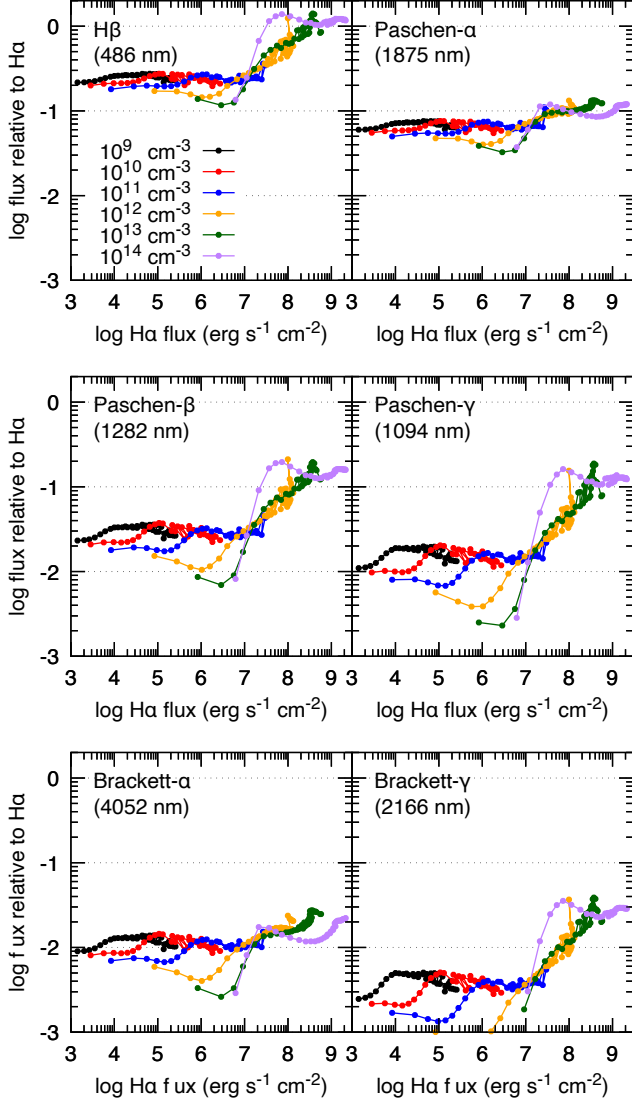 Hβ
(486 nm)
Paschen-α
(1875 nm)
0
-1
-2
-3
log flux relative to Hα
10⁹ cm⁻³
10¹⁰ cm⁻³
10¹¹ cm⁻³
10¹² cm⁻³
10¹³ cm⁻³
10¹⁴ cm⁻³
3 4 5 6 7 8 9 3 4 5 6 7 8 9
log Hα flux (erg s⁻¹ cm⁻²) log Hα flux (erg s⁻¹ cm⁻²)
Paschen-β
(1282 nm)
Paschen-γ
(1094 nm)
0
-1
-2
-3
log flux relative to Hα
3 4 5 6 7 8 9 3 4 5 6 7 8 9
log Hα flux (erg s⁻¹ cm⁻²) log Hα flux (erg s⁻¹ cm⁻²)
Brackett-α
(4052 nm)
Brackett-γ
(2166 nm)
0
-1
-2
-3
log f ux relative to Hα
3 4 5 6 7 8 9 3 4 5 6 7 8 9
log Hα f ux (erg s⁻¹ cm⁻²) log Hα f ux (erg s⁻¹ cm⁻²)